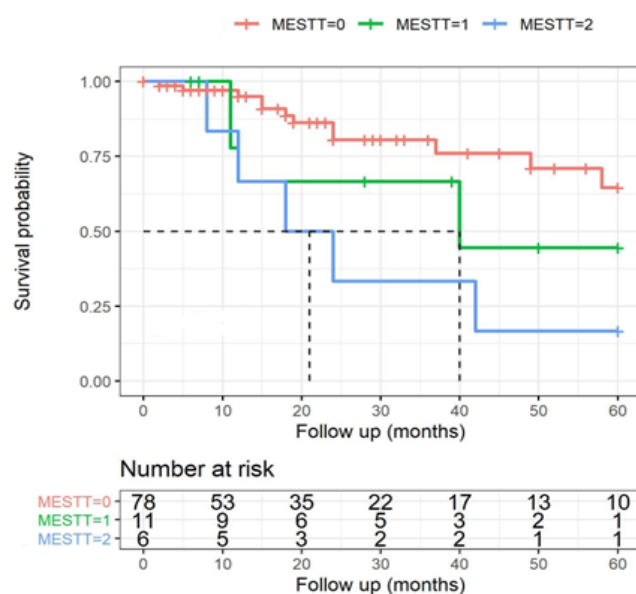 MESTT=0 MESTT=1 MESTT=2
Survival probability
1.00
0.75
0.50
0.25
0.00
0 10 20 30 40 50 60
Follow up (months)
Number at risk
MESTT=0 78 53 35 22 17 13 10
MESTT=1 11 9 6 5 3 2 1
MESTT=2 6 5 3 2 2 1 1
0 10 20 30 40 50 60
Follow up (months)